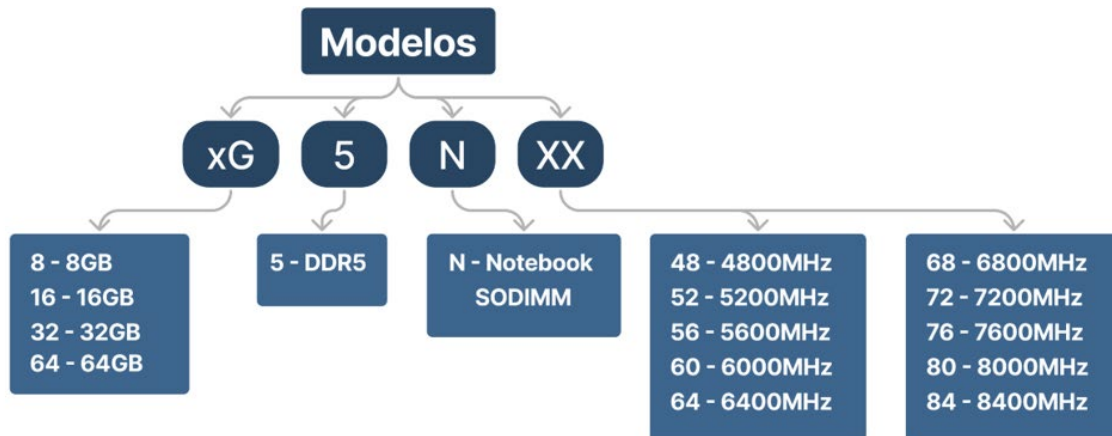 Modelos
xG
5
N
XX
8 - 8GB
16 - 16GB
32 - 32GB
64 - 64GB
5 - DDR5
N - Notebook
SODIMM
48 - 4800MHz
52 - 5200MHz
56 - 5600MHz
60 - 6000MHz
64 - 6400MHz
68 - 6800MHz
72 - 7200MHz
76 - 7600MHz
80 - 8000MHz
84 - 8400MHz